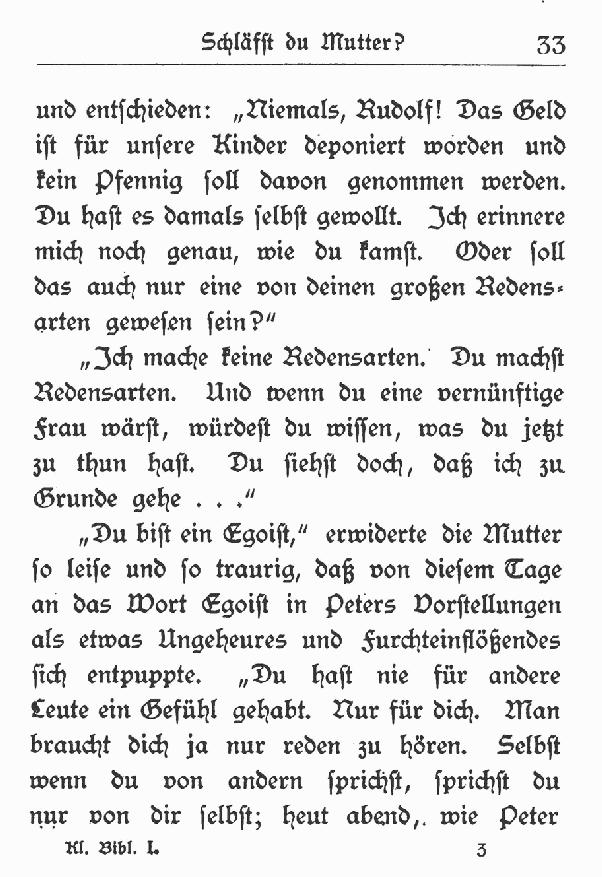 Schläfst du Mutter? 33
und entschieden: „Niemals, Rudolf! Das Geld
ist für unsere Kinder deponiert worden und
kein Pfennig soll davon genommen werden.
Du hast es damals selbst gewollt. Ich erinnere
mich noch genau, wie du kamst. Oder soll
das auch nur eine von deinen großen Redens-
arten gewesen sein?“
„Ich mache keine Redensarten. Du machst
Redensarten. Und wenn du eine vernünftige
Frau wärst, würdest du wissen, was du jetzt
zu thun hast. Du siehst doch, daß ich zu
Grunde gehe . . .“
„Du bist ein Egoist,“ erwiderte die Mutter
so leise und so traurig, daß von diesem Tage
an das Wort Egoist in Peters Vorstellungen
als etwas Ungeheures und Furchteinflößendes
sich entpuppte. „Du hast nie für andere
Leute ein Gefühl gehabt. Nur für dich. Man
braucht dich ja nur reden zu hören. Selbst
wenn du von andern sprichst, sprichst du
nur von dir selbst; heut abend, wie Peter
Kl. Bibl. I. 3